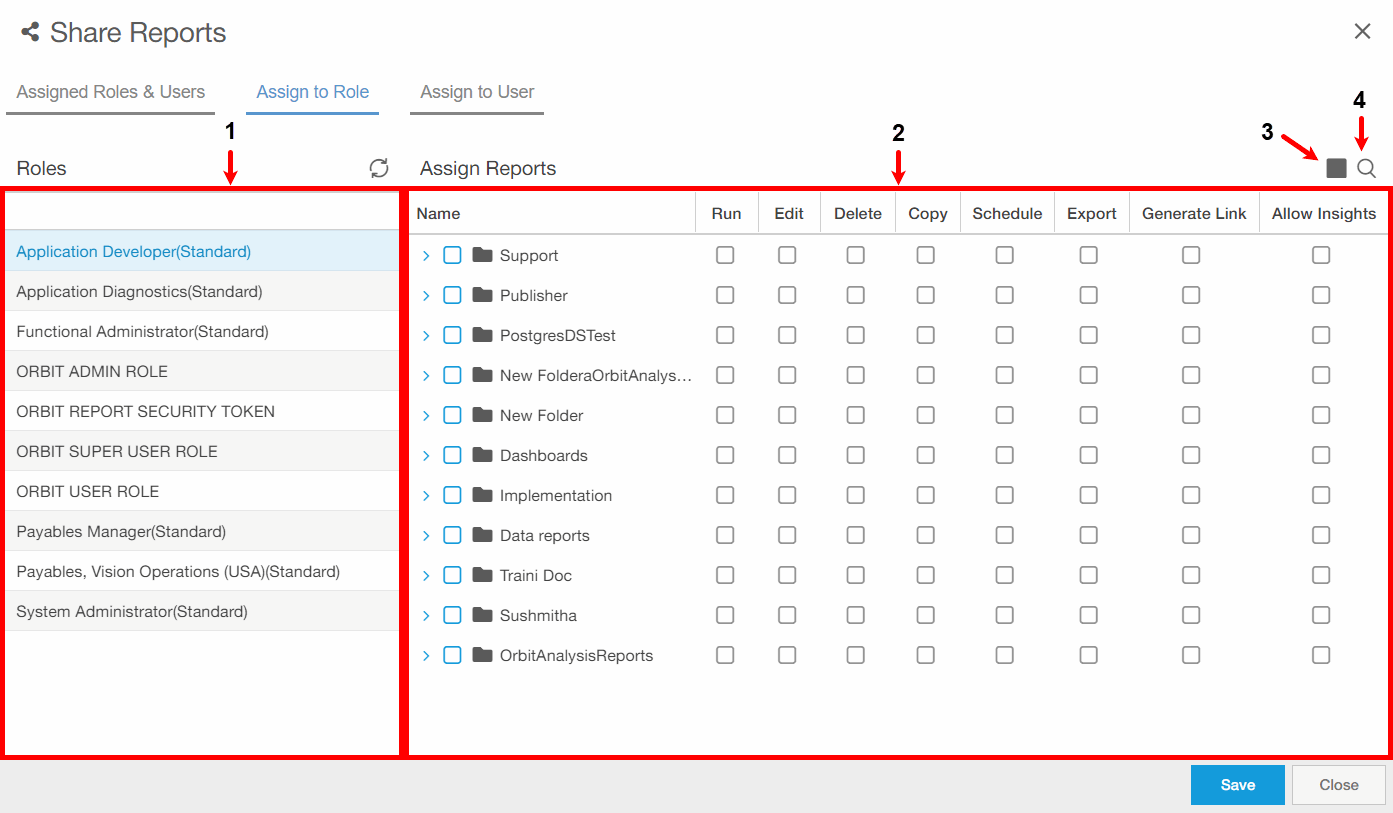 Share Reports
Assigned Roles & Users Assign to Role Assign to User
1 2 3 4
Roles Assign Reports
Name Run Edit Delete Copy Schedule Export Generate Link Allow Insights
Application Developer(Standard)
Application Diagnostics(Standard)
Functional Administrator(Standard)
ORBIT ADMIN ROLE
ORBIT REPORT SECURITY TOKEN
ORBIT SUPER USER ROLE
ORBIT USER ROLE
Payables Manager(Standard)
Payables, Vision Operations (USA)(Standard)
System Administrator(Standard)
Support
Publisher
PostgresDSTest
New FolderaOrbitAnalys...
New Folder
Dashboards
Implementation
Data reports
Traini Doc
Sushmitha
OrbitAnalysisReports
Save Close